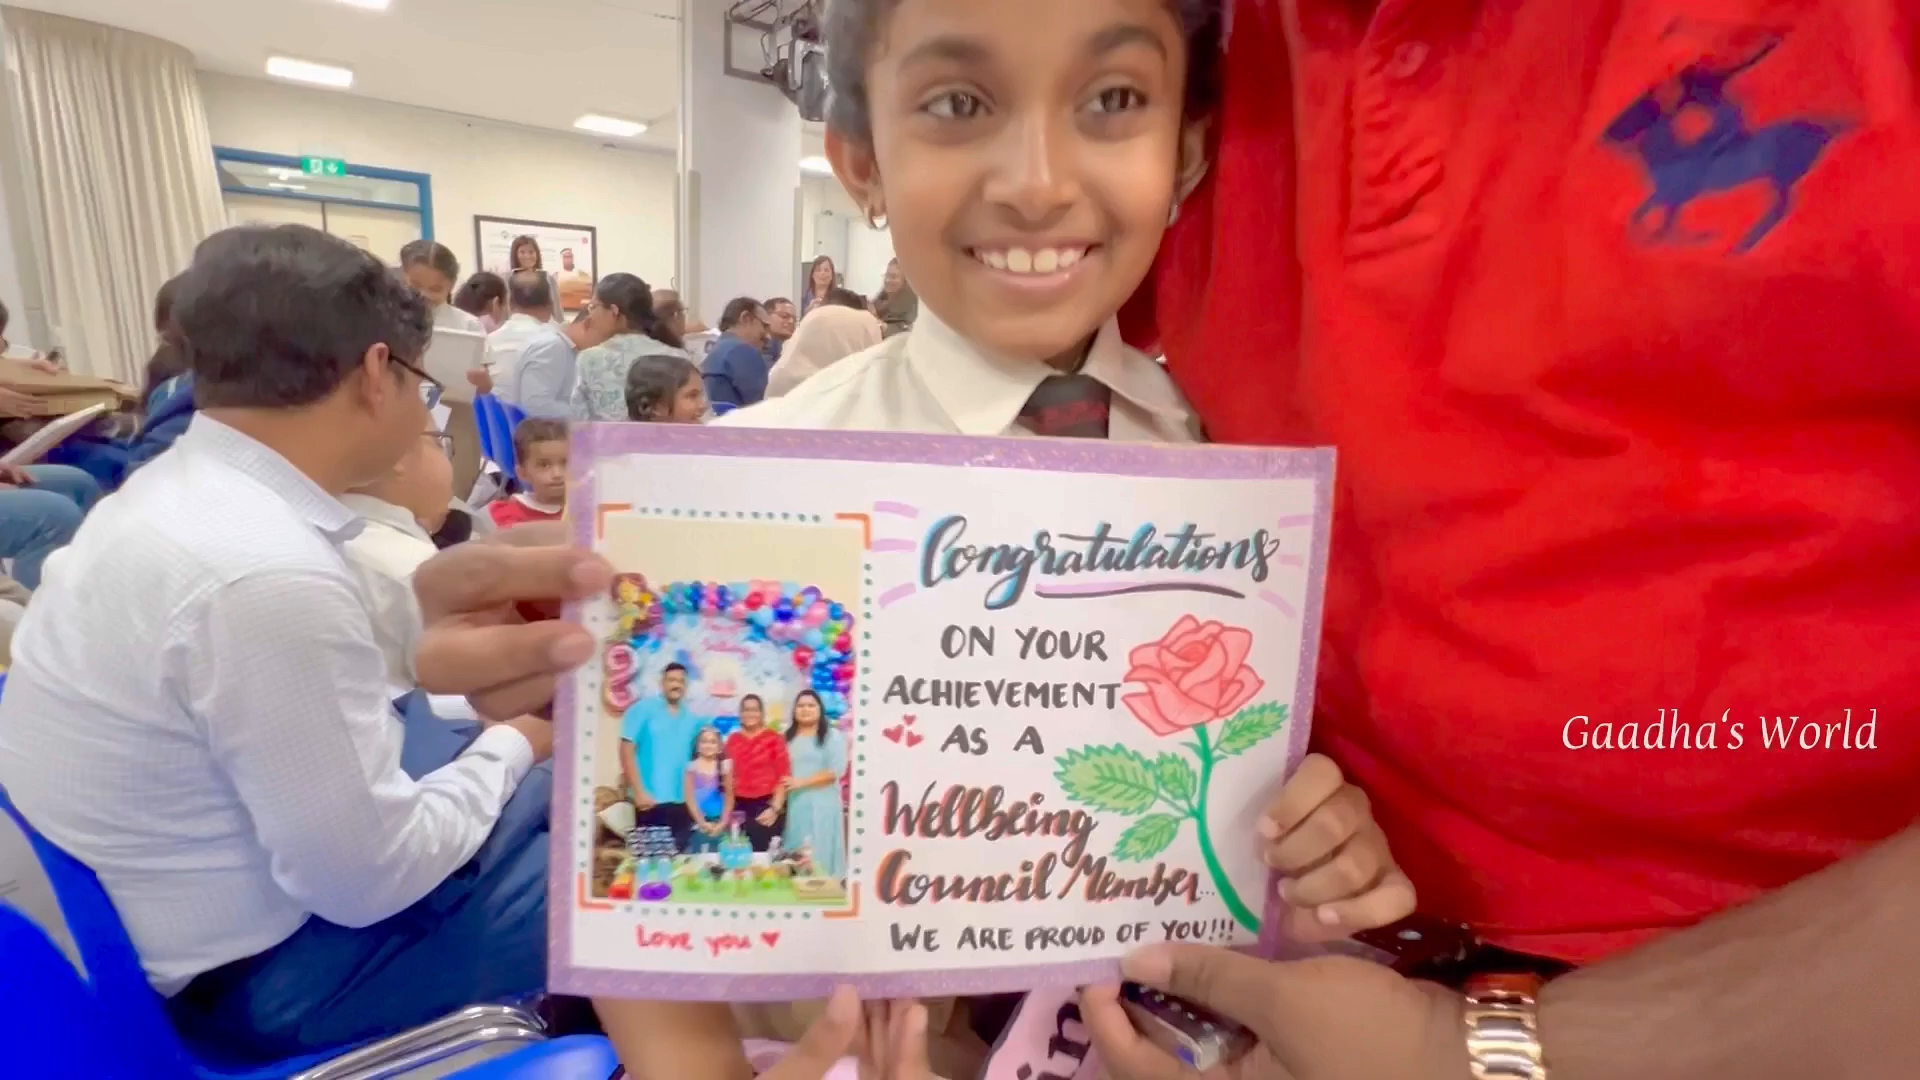 Congratulations
ON YOUR
ACHIEVEMENT
AS A
Wellbeing
Council Member...
WE ARE PROUD OF YOU!!!
Love you
Gaadha's World